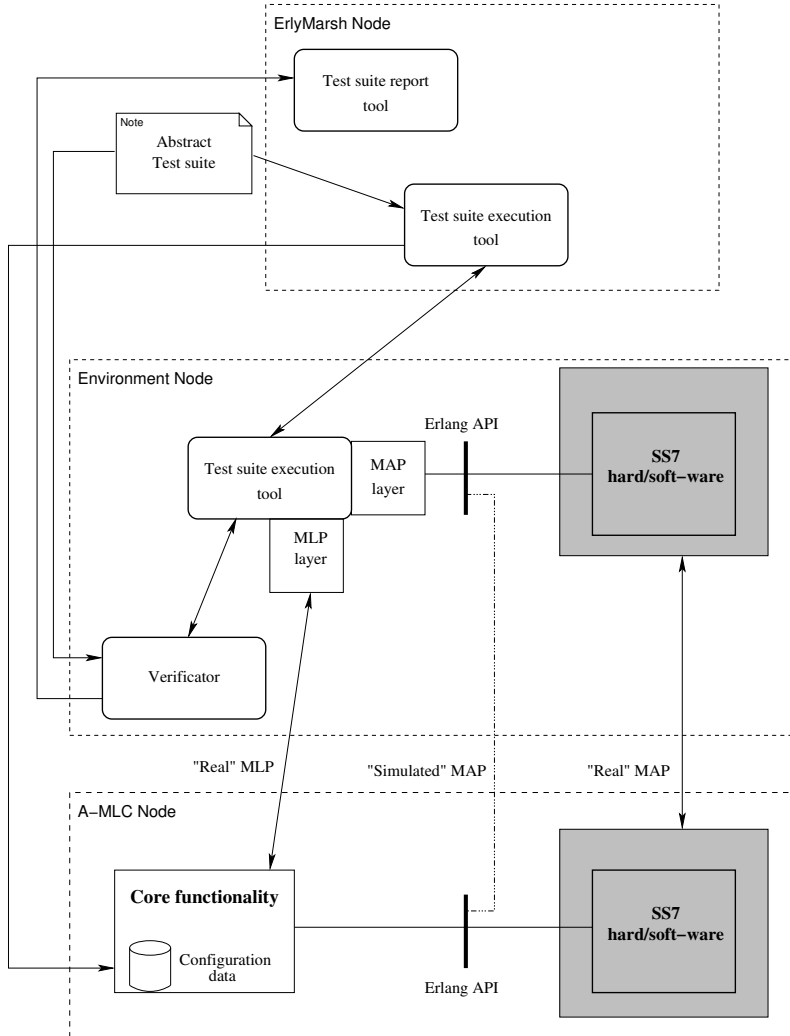 ErlyMarsh Node
Test suite report
tool
Note
Abstract
Test suite
Test suite execution
tool
Environment Node
Erlang API
Test suite execution
tool
MAP
layer
SS7
hard/soft−ware
MLP
layer
Verificator
"Real" MLP
"Simulated" MAP
"Real" MAP
A−MLC Node
Core functionality
Configuration
data
Erlang API
SS7
hard/soft−ware